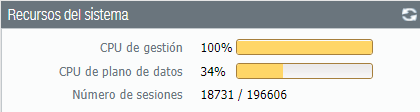 Recursos del sistema
CPU de gestión 100%
CPU de plano de datos 34%
Número de sesiones 18731 / 196606